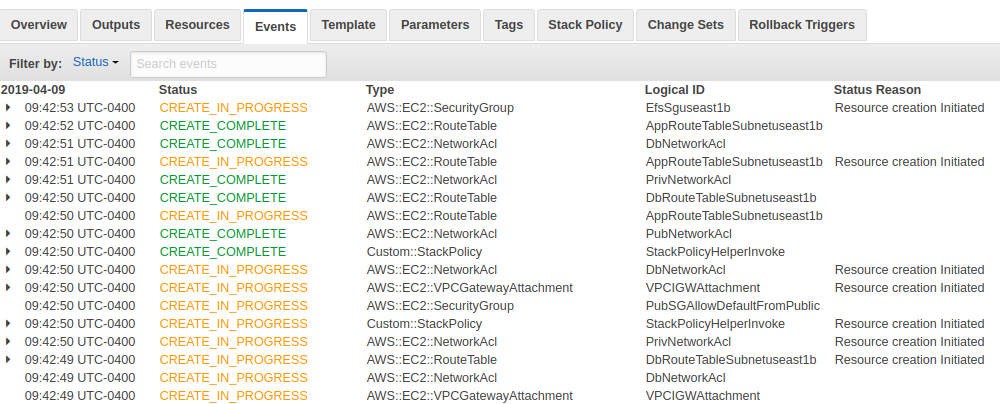 Overview Outputs Resources Events Template Parameters Tags Stack Policy Change Sets Rollback Triggers
Filter by: Status Search events
2019-04-09 Status Type Logical ID Status Reason
09:42:53 UTC-0400 CREATE_IN_PROGRESS AWS::EC2::SecurityGroup EfsSguseast1b Resource creation Initiated
09:42:52 UTC-0400 CREATE_COMPLETE AWS::EC2::RouteTable AppRouteTableSubnetuseast1b
09:42:51 UTC-0400 CREATE_COMPLETE AWS::EC2::NetworkAcl DbNetworkAcl
09:42:51 UTC-0400 CREATE_IN_PROGRESS AWS::EC2::RouteTable AppRouteTableSubnetuseast1b Resource creation Initiated
09:42:51 UTC-0400 CREATE_COMPLETE AWS::EC2::NetworkAcl PrivNetworkAcl
09:42:50 UTC-0400 CREATE_COMPLETE AWS::EC2::RouteTable DbRouteTableSubnetuseast1b
09:42:50 UTC-0400 CREATE_IN_PROGRESS AWS::EC2::RouteTable AppRouteTableSubnetuseast1b
09:42:50 UTC-0400 CREATE_COMPLETE AWS::EC2::NetworkAcl PubNetworkAcl
09:42:50 UTC-0400 CREATE_COMPLETE Custom::StackPolicy StackPolicyHelperInvoke
09:42:50 UTC-0400 CREATE_IN_PROGRESS AWS::EC2::NetworkAcl DbNetworkAcl Resource creation Initiated
09:42:50 UTC-0400 CREATE_IN_PROGRESS AWS::EC2::VPCGatewayAttachment VPCIGWAttachment Resource creation Initiated
09:42:50 UTC-0400 CREATE_IN_PROGRESS AWS::EC2::SecurityGroup PubSGAllowDefaultFromPublic
09:42:50 UTC-0400 CREATE_IN_PROGRESS Custom::StackPolicy StackPolicyHelperInvoke Resource creation Initiated
09:42:50 UTC-0400 CREATE_IN_PROGRESS AWS::EC2::NetworkAcl PrivNetworkAcl Resource creation Initiated
09:42:49 UTC-0400 CREATE_IN_PROGRESS AWS::EC2::RouteTable DbRouteTableSubnetuseast1b Resource creation Initiated
09:42:49 UTC-0400 CREATE_IN_PROGRESS AWS::EC2::NetworkAcl DbNetworkAcl
09:42:49 UTC-0400 CREATE_IN_PROGRESS AWS::EC2::VPCGatewayAttachment VPCIGWAttachment